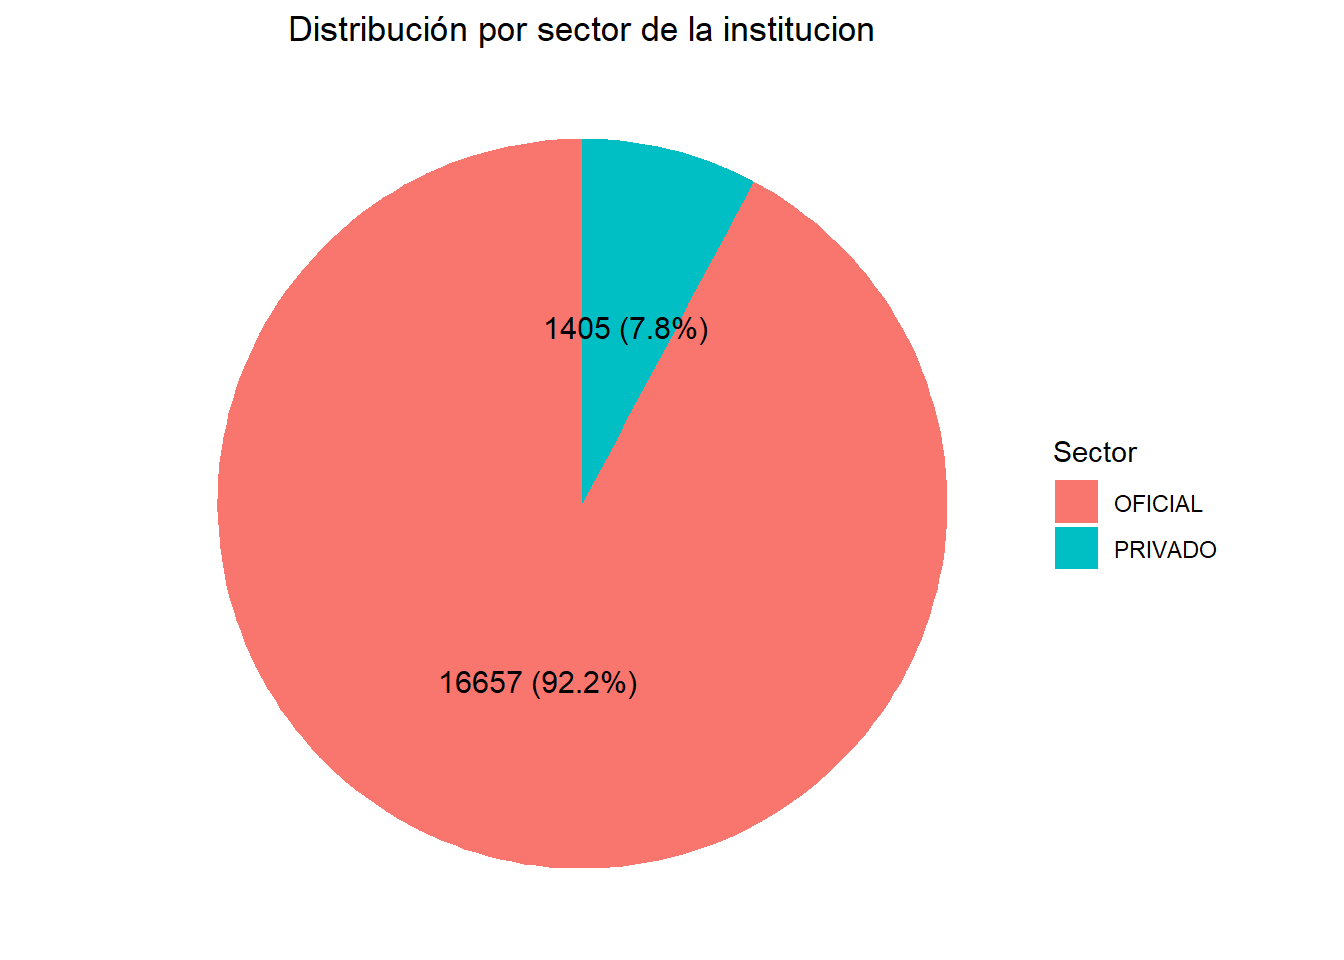 Distribución por sector de la institucion
1405 (7.8%)
16657 (92.2%)
Sector
OFICIAL
PRIVADO